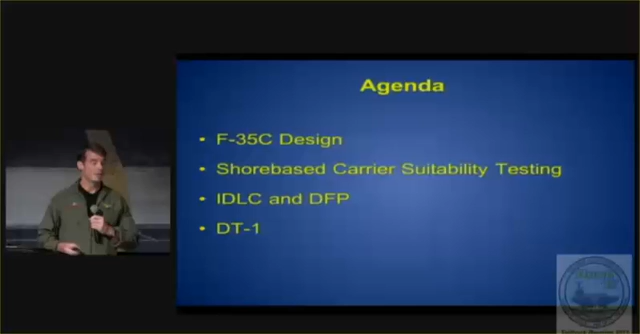 Agenda
• F-35C Design
• Shorebased Carrier Suitability Testing
• IDLC and DFP
• DT-1